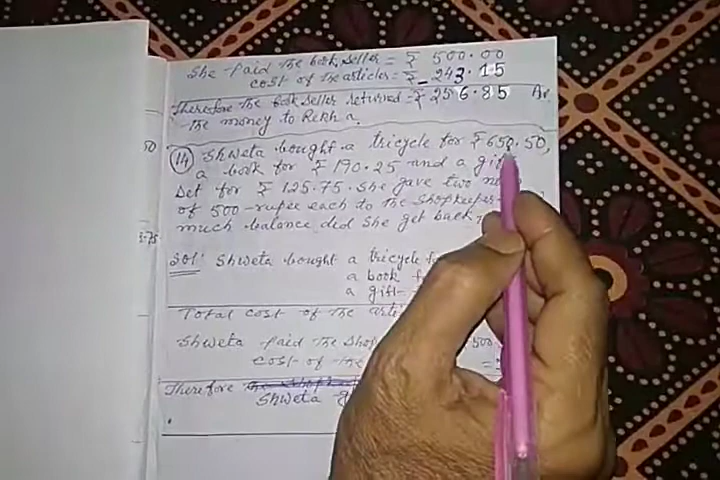 She paid the book seller = ₹ 500.00
cost of the articles = ₹ - 243.15
Therefore the book seller returned = ₹ 256.85 An.
the money to Rekha.
50
14 Shweta bought a tricycle for ₹ 650.50,
a book for ₹ 190.25 and a gift
set for ₹ 125.75. She gave two
of 500-rupee each to the shopkeeper.
much balance did she get back?
3.75
Sol! Shweta bought a tricycle
a book
a gift
Total cost of the
Shweta paid the 500
cost of the =
Therefore
Shweta